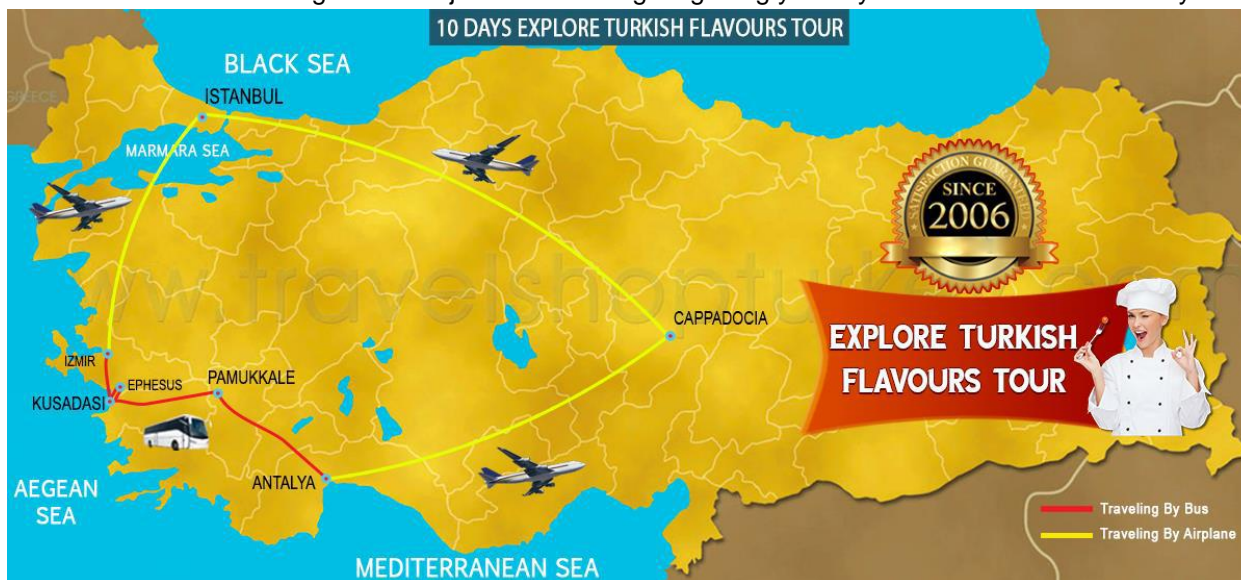 10 DAYS EXPLORE TURKISH FLAVOURS TOUR
BLACK SEA
GREECE
ISTANBUL
MARMARA SEA
SATISFACTION GUARANTEED
SINCE
2006
CAPPADOCIA
EXPLORE TURKISH
FLAVOURS TOUR
IZMIR
EPHESUS
PAMUKKALE
KUSADASI
ANTALYA
AEGEAN
SEA
MEDITERRANEAN SEA
Traveling By Bus
Traveling By Airplane